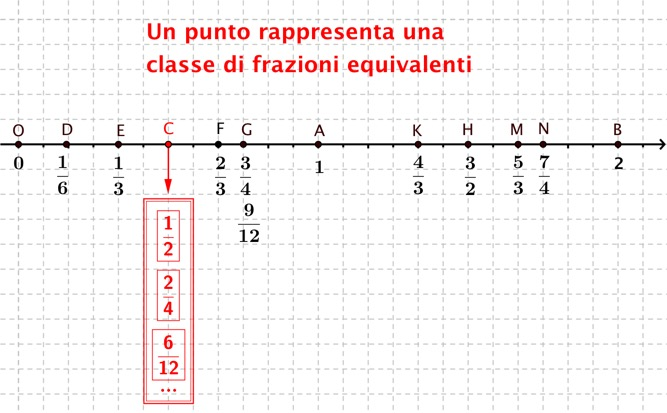 Un punto rappresenta una
classe di frazioni equivalenti
O D E C F G A K H M N B
0 1/6 1/3 2/3 3/4 1 4/3 3/2 5/3 7/4 2
9/12
1/2
2/4
6/12
...